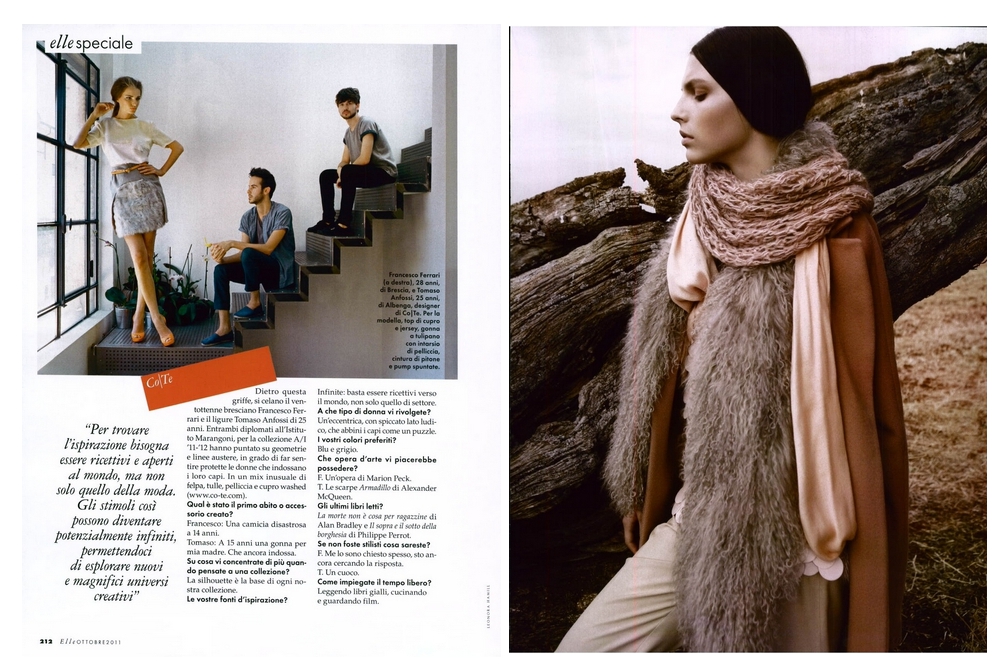 elle speciale
Francesco Ferrari
(a destra), 28 anni,
di Brescia, e Tomaso
Anfossi, 25 anni,
di Albenga, designer
di Co|Te. Per la
modella, top di cupro
e jersey, gonna
a tulipano
con intarsio
di pelliccia,
cintura di pitone
e pump spuntate.
Co|Te
“Per trovare
l’ispirazione bisogna
essere ricettivi e aperti
al mondo, ma non
solo quello della moda.
Gli stimoli così
possono diventare
potenzialmente infiniti,
permettendoci
di esplorare nuovi
e magnifici universi
creativi”
Dietro questa
griffe, si celano il ven-
tottenne bresciano Francesco Fer-
rari e il ligure Tomaso Anfossi di 25
anni. Entrambi diplomati all’Istitu-
to Marangoni, per la collezione A/I
’11-’12 hanno puntato su geometrie
e linee austere, in grado di far sen-
tire protette le donne che indossano
i loro capi. In un mix inusuale di
felpa, tulle, pelliccia e cupro washed
(www.co-te.com).
Qual è stato il primo abito o acces-
sorio creato?
Francesco: Una camicia disastrosa
a 14 anni.
Tomaso: A 15 anni una gonna per
mia madre. Che ancora indossa.
Su cosa vi concentrate di più quan-
do pensate a una collezione?
La silhouette è la base di ogni no-
stra collezione.
Le vostre fonti d’ispirazione?
Infinite: basta essere ricettivi verso
il mondo, non solo quello di settore.
A che tipo di donna vi rivolgete?
Un’eccentrica, con spiccato lato ludi-
co, che abbini i capi come un puzzle.
I vostri colori preferiti?
Blu e grigio.
Che opera d’arte vi piacerebbe
possedere?
F. Un’opera di Marion Peck.
T. Le scarpe Armadillo di Alexander
McQueen.
Gli ultimi libri letti?
La morte non è cosa per ragazzine di
Alan Bradley e Il sopra e il sotto della
borghesia di Philippe Perrot.
Se non foste stilisti cosa sareste?
F. Me lo sono chiesto spesso, sto an-
cora cercando la risposta.
T. Un cuoco.
Come impiegate il tempo libero?
Leggendo libri gialli, cucinando
e guardando film.
212 Elle OTTOBRE 2011